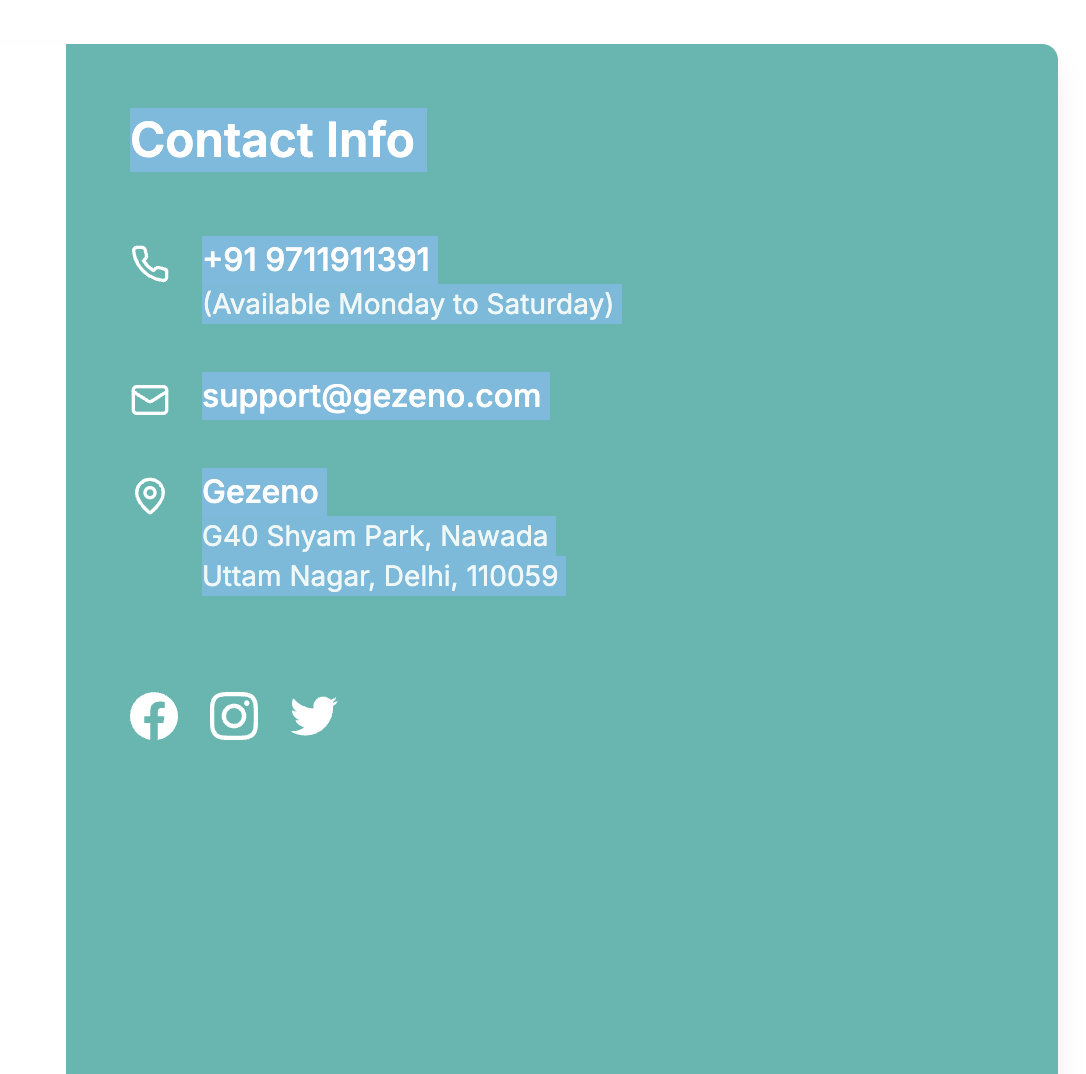 Contact Info
+91 9711911391
(Available Monday to Saturday)
support@gezeno.com
Gezeno
G40 Shyam Park, Nawada
Uttam Nagar, Delhi, 110059